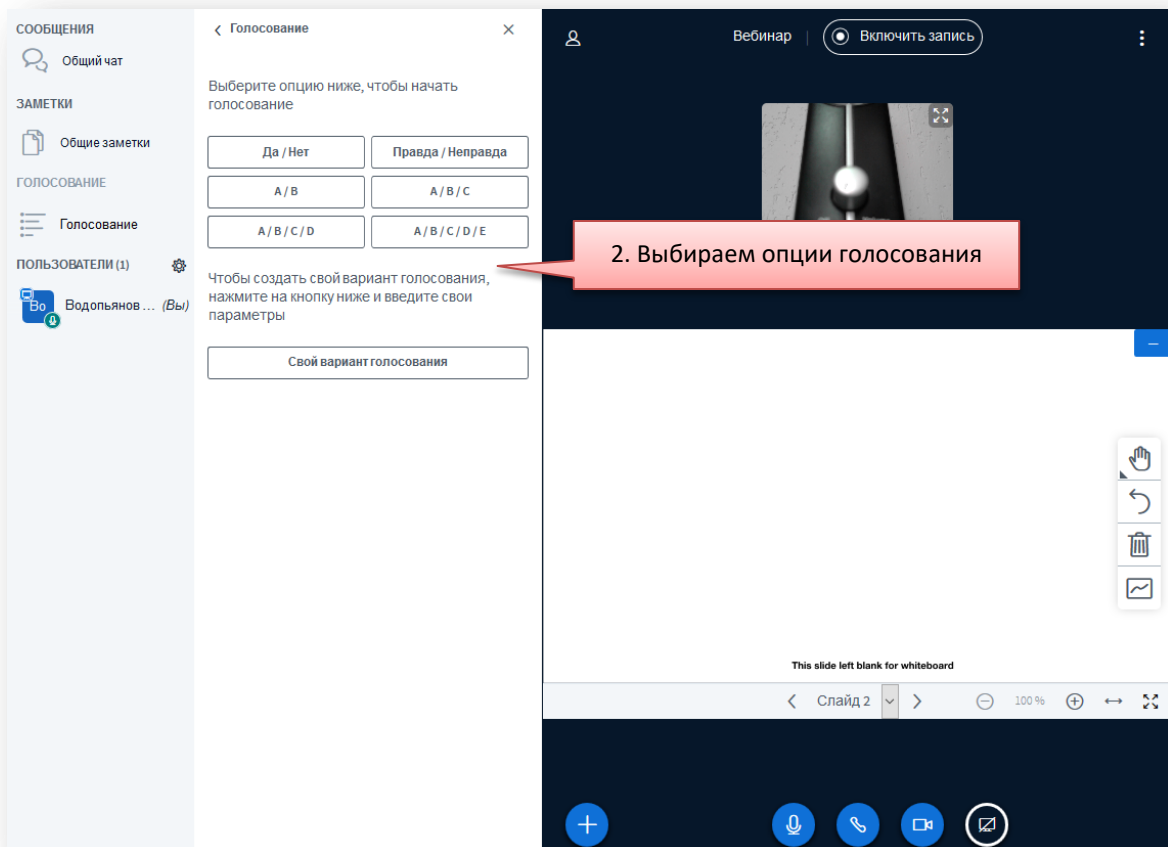 СООБЩЕНИЯ
Общий чат
ЗАМЕТКИ
Общие заметки
ГОЛОСОВАНИЕ
Голосование
ПОЛЬЗОВАТЕЛИ (1)
Во
Водопьянов ... (Вы)
Голосование
Выберите опцию ниже, чтобы начать
голосование
Да / Нет
Правда / Неправда
A / B
A / B / C
A / B / C / D
A / B / C / D / E
Чтобы создать свой вариант голосования,
нажмите на кнопку ниже и введите свои
параметры
Свой вариант голосования
Вебинар
Включить запись
2. Выбираем опции голосования
This slide left blank for whiteboard
Слайд 2
100 %